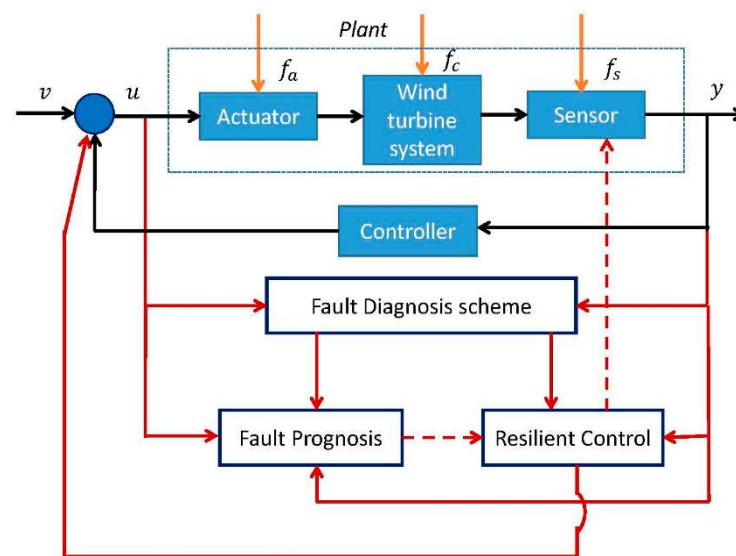 Plant
v
u
f_a
f_c
f_s
y
Actuator
Wind
turbine
system
Sensor
Controller
Fault Diagnosis scheme
Fault Prognosis
Resilient Control